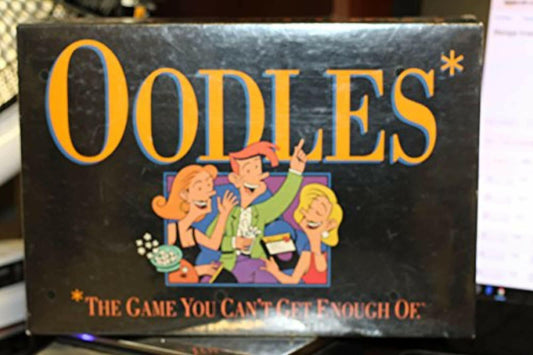 OODLES*
*THE GAME YOU CAN'T GET ENOUGH OF.